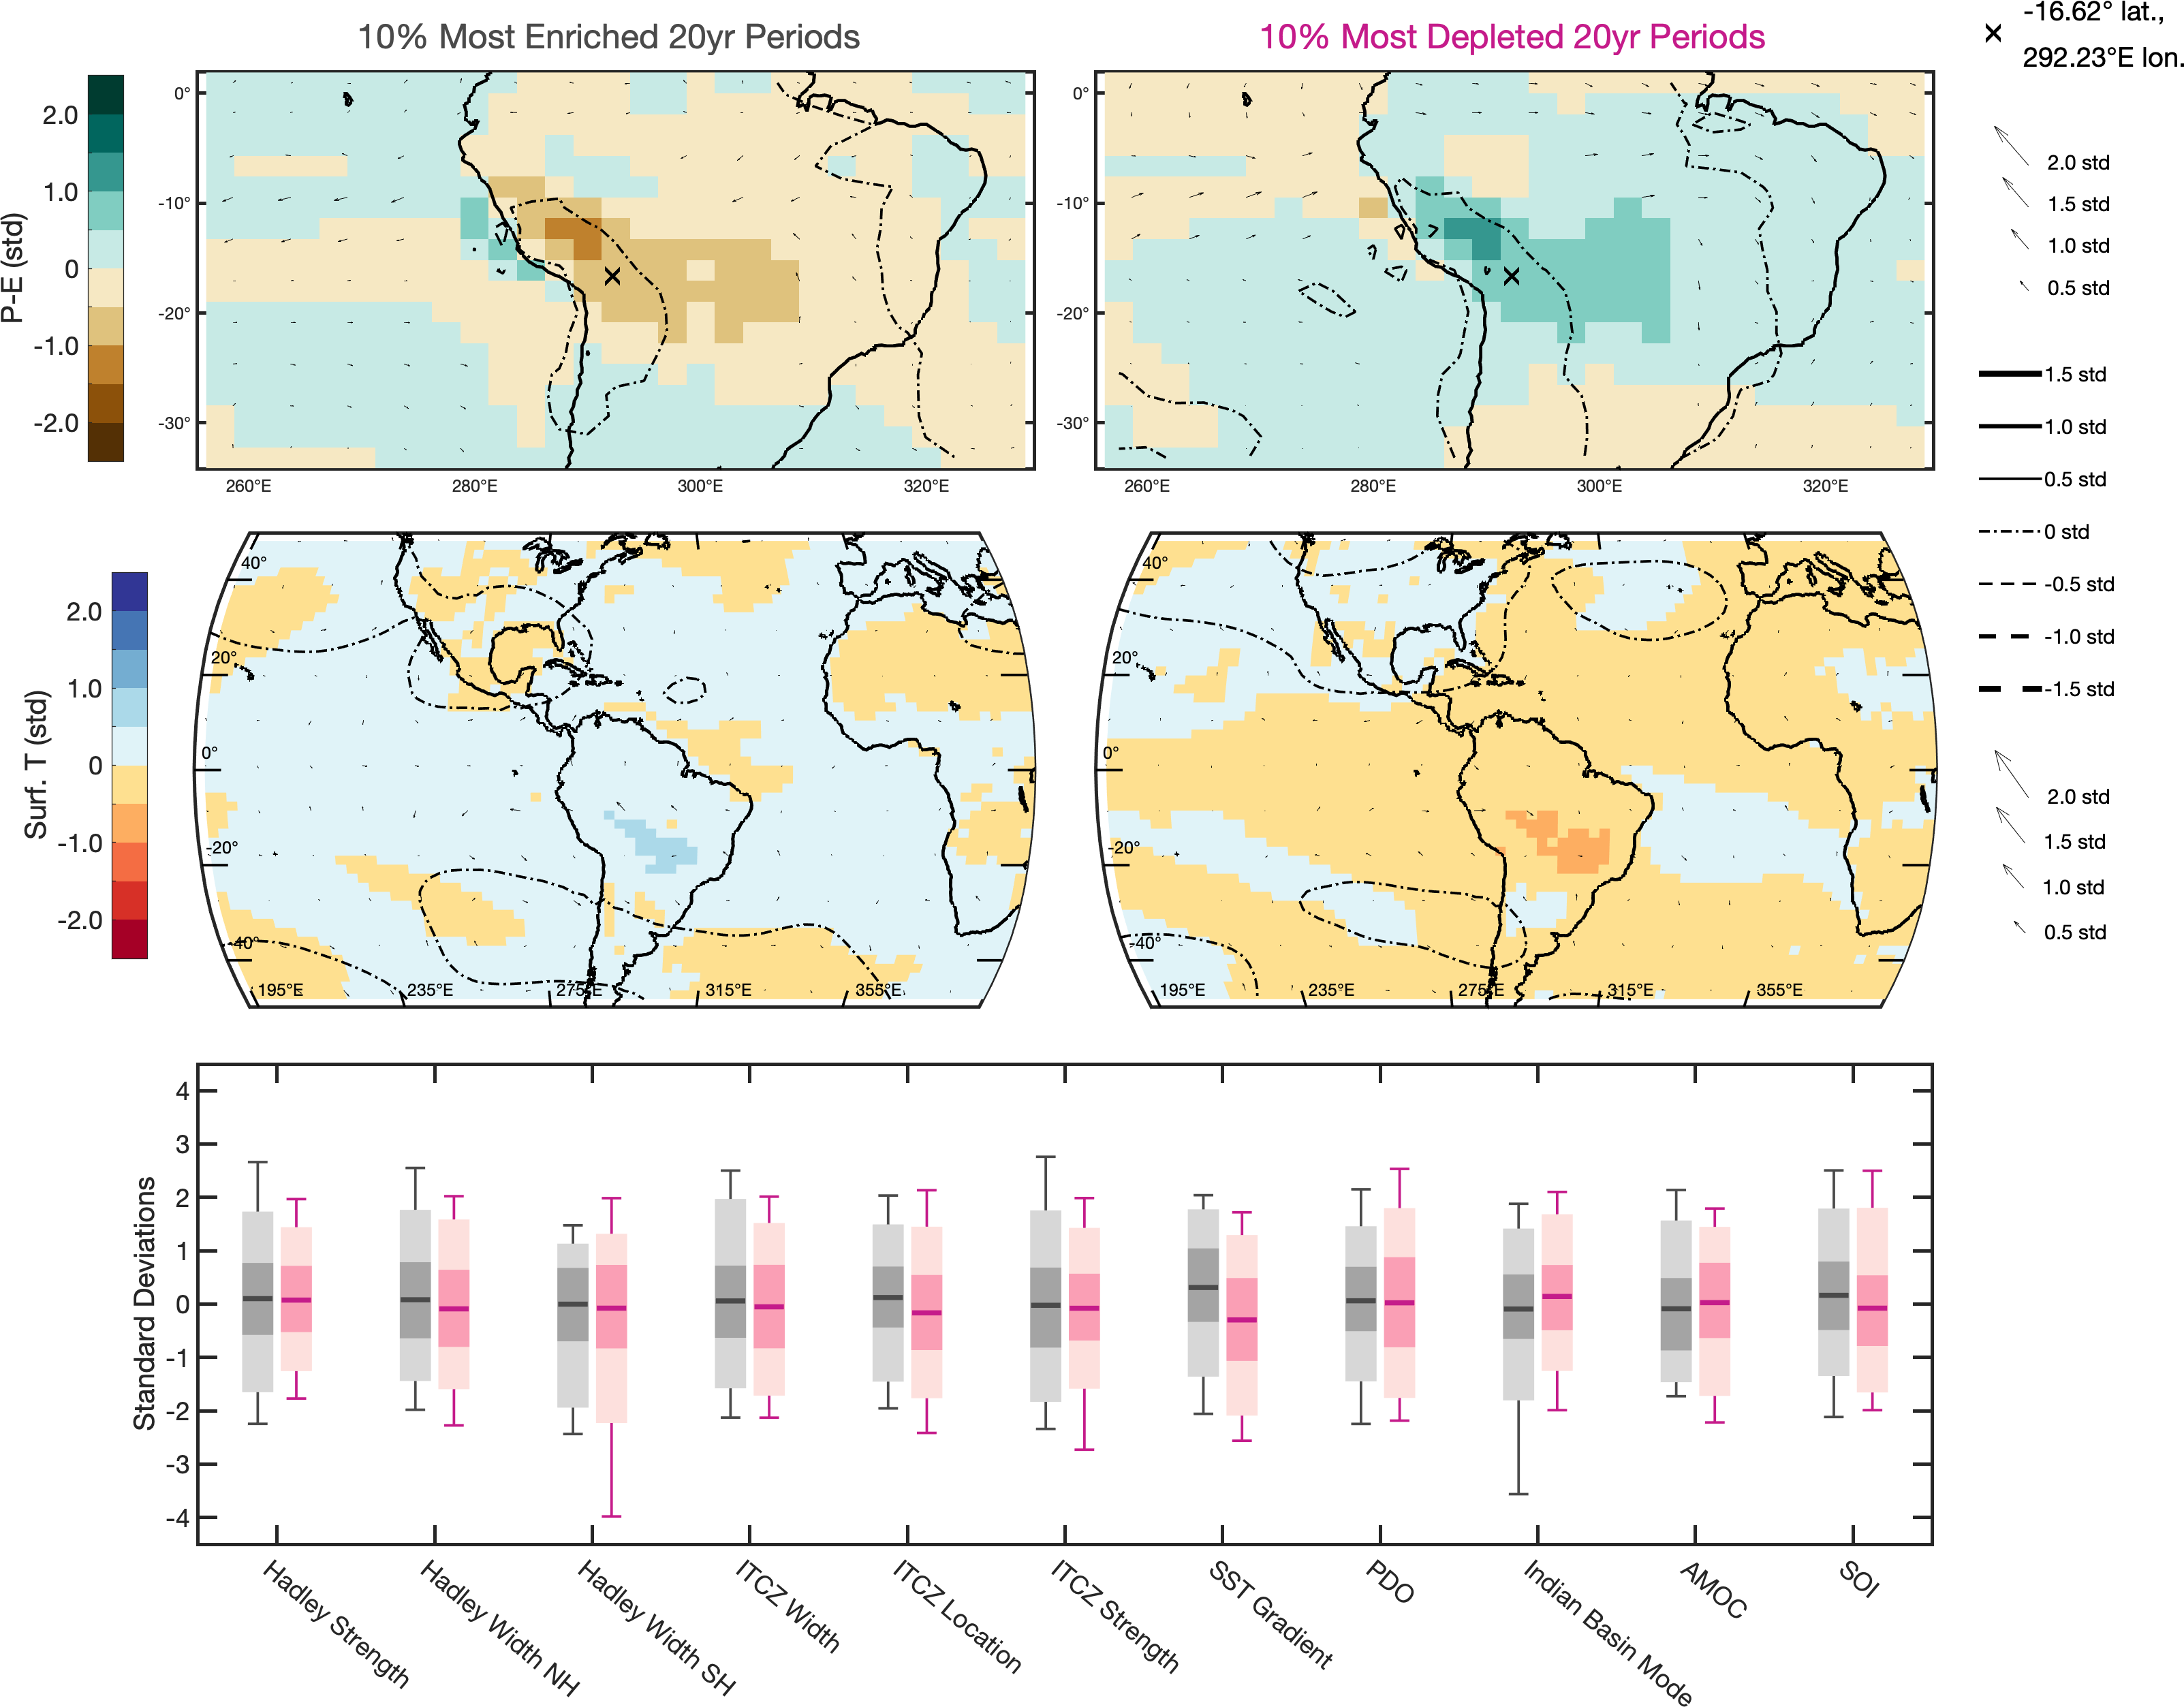 10% Most Enriched 20yr Periods
10% Most Depleted 20yr Periods
-16.62° lat.,
292.23°E lon.
P-E (std)
2.0
1.0
0
-1.0
-2.0
0°
-10°
-20°
-30°
260°E
280°E
300°E
320°E
0°
-10°
-20°
-30°
260°E
280°E
300°E
320°E
2.0 std
1.5 std
1.0 std
0.5 std
1.5 std
1.0 std
0.5 std
0 std
-0.5 std
-1.0 std
-1.5 std
2.0 std
1.5 std
1.0 std
0.5 std
Surf. T (std)
2.0
1.0
0
-1.0
-2.0
40°
20°
0°
-20°
-40°
195°E
235°E
275°E
315°E
355°E
40°
20°
0°
-20°
-40°
195°E
235°E
275°E
315°E
355°E
Standard Deviations
4
3
2
1
0
-1
-2
-3
-4
Hadley Strength
Hadley Width NH
Hadley Width SH
ITCZ Width
ITCZ Location
ITCZ Strength
SST Gradient
PDO
Indian Basin Mode
AMOC
SOI